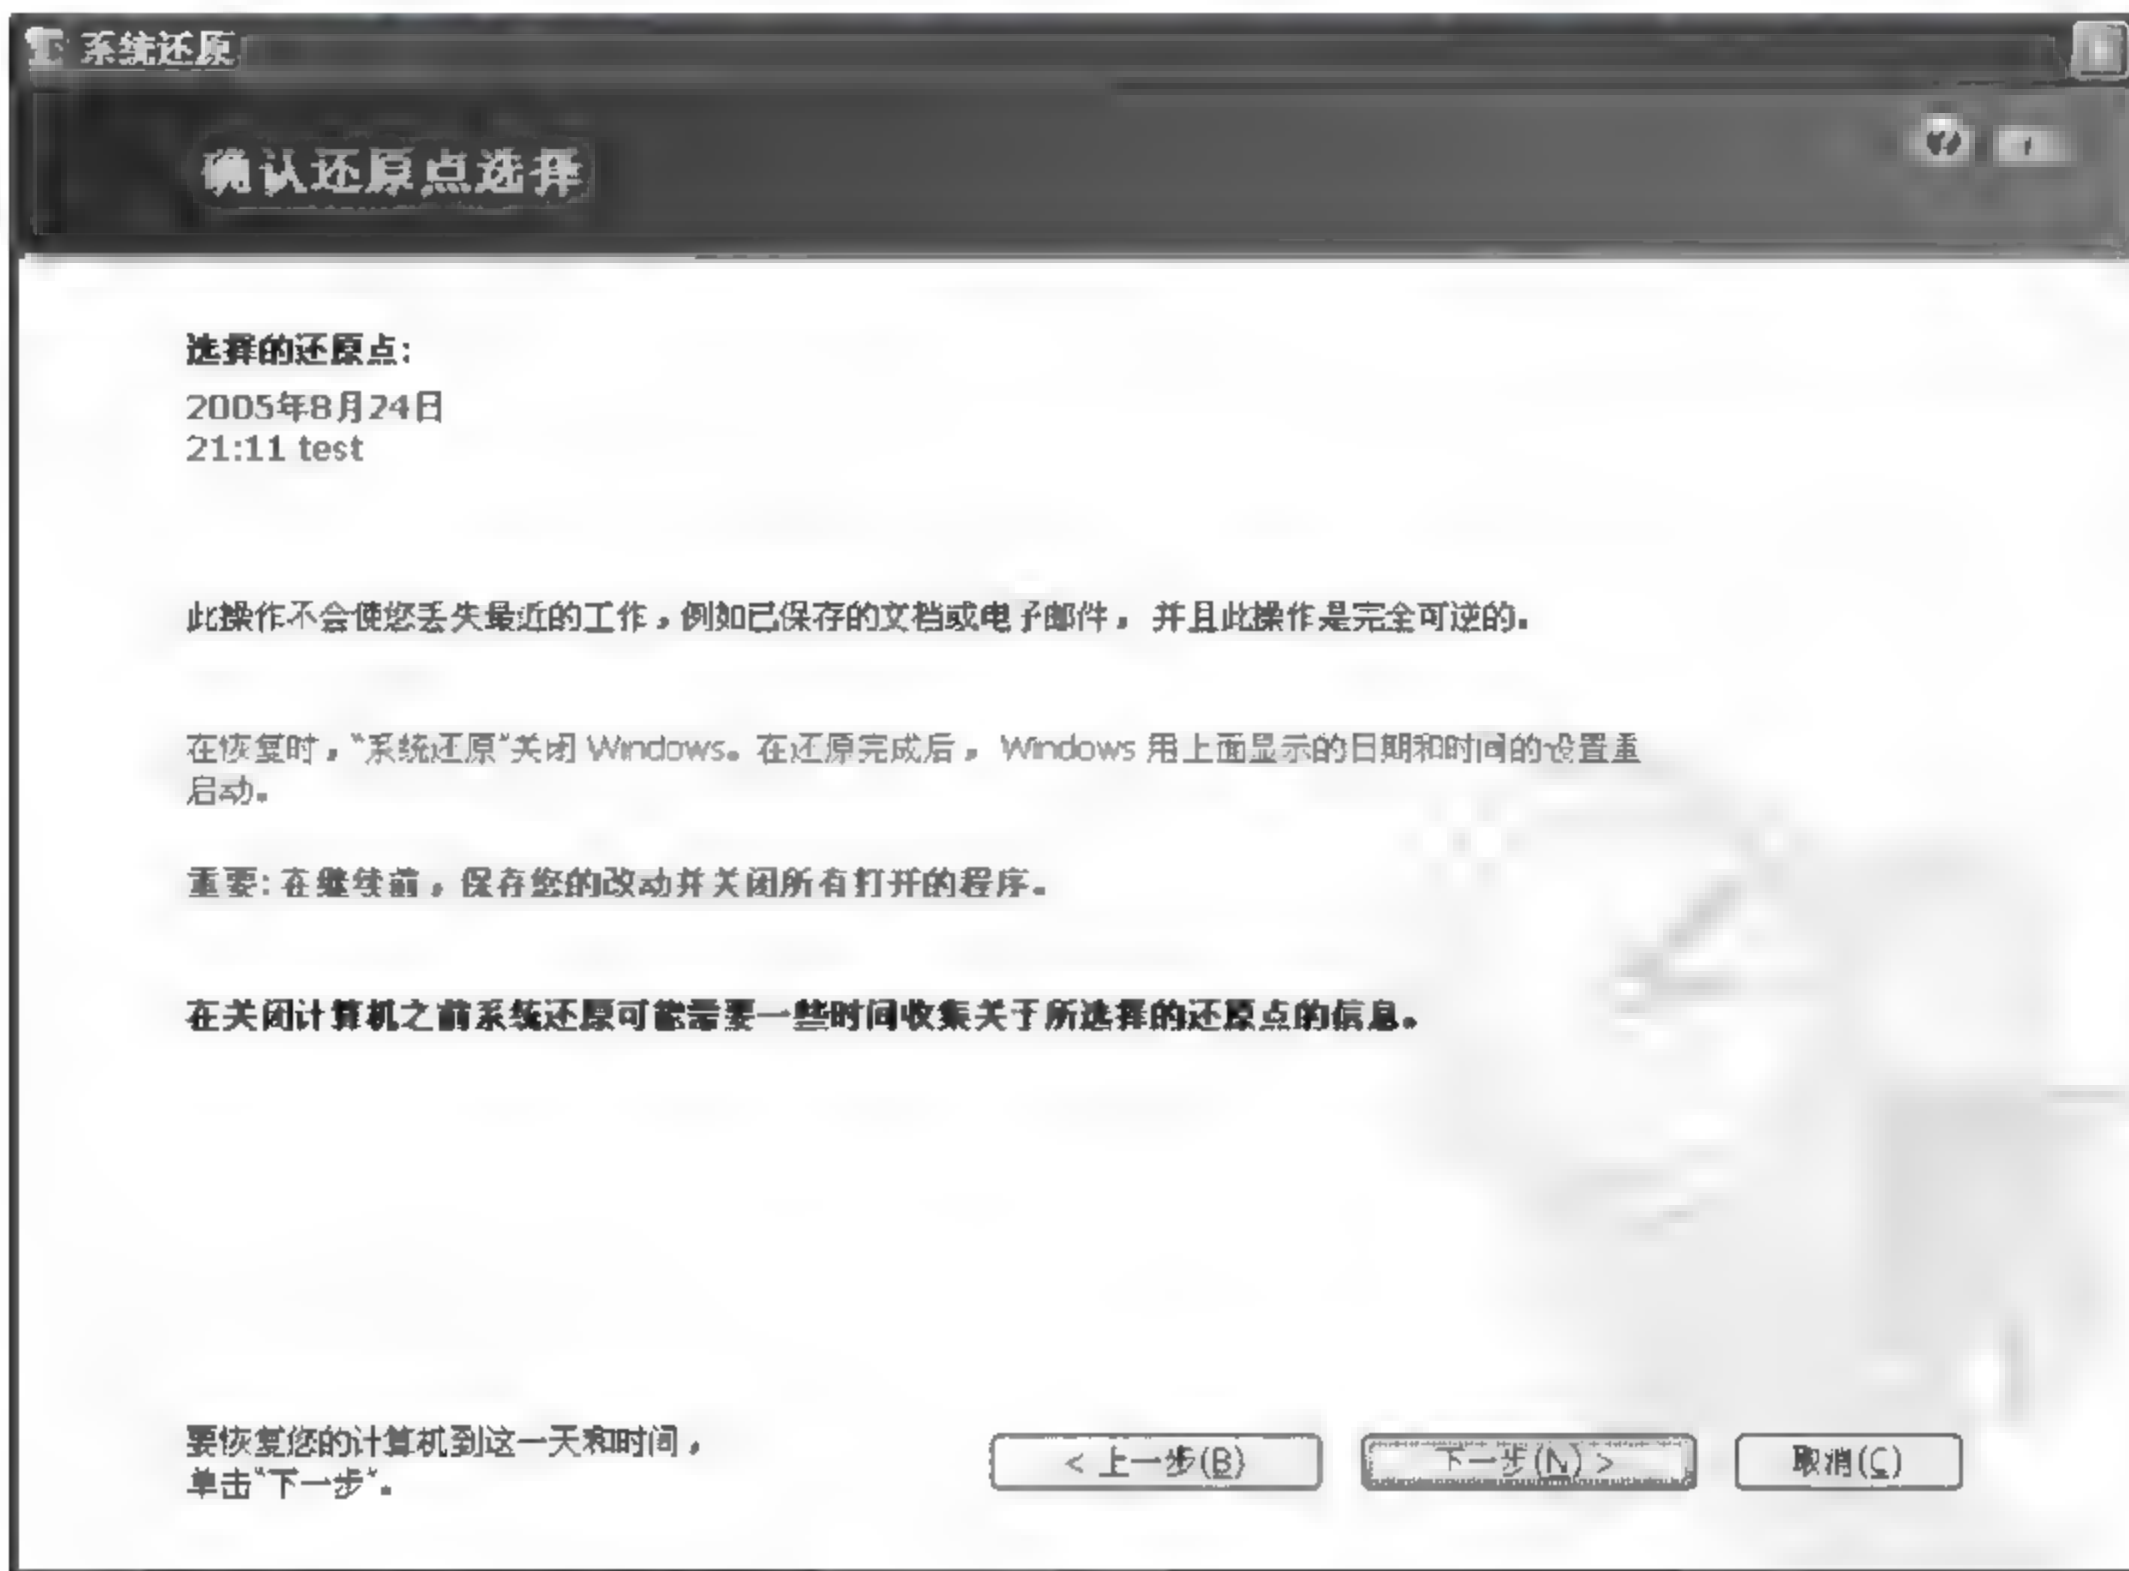 系统还原
确认还原点选择
选择的还原点:
2005年8月24日
21:11 test
此操作不会使您丢失最近的工作，例如已保存的文档或电子邮件， 并且此操作是完全可逆的。
在恢复时，“系统还原”关闭 Windows。在还原完成后， Windows 用上面显示的日期和时间的设置重
启动。
重要: 在继续前，保存您的改动并关闭所有打开的程序。
在关闭计算机之前系统还原可能需要一些时间收集关于所选择的还原点的信息。
要恢复您的计算机到这一天和时间，
单击“下一步”。
< 上一步(B)
下一步(N) >
取消(C)